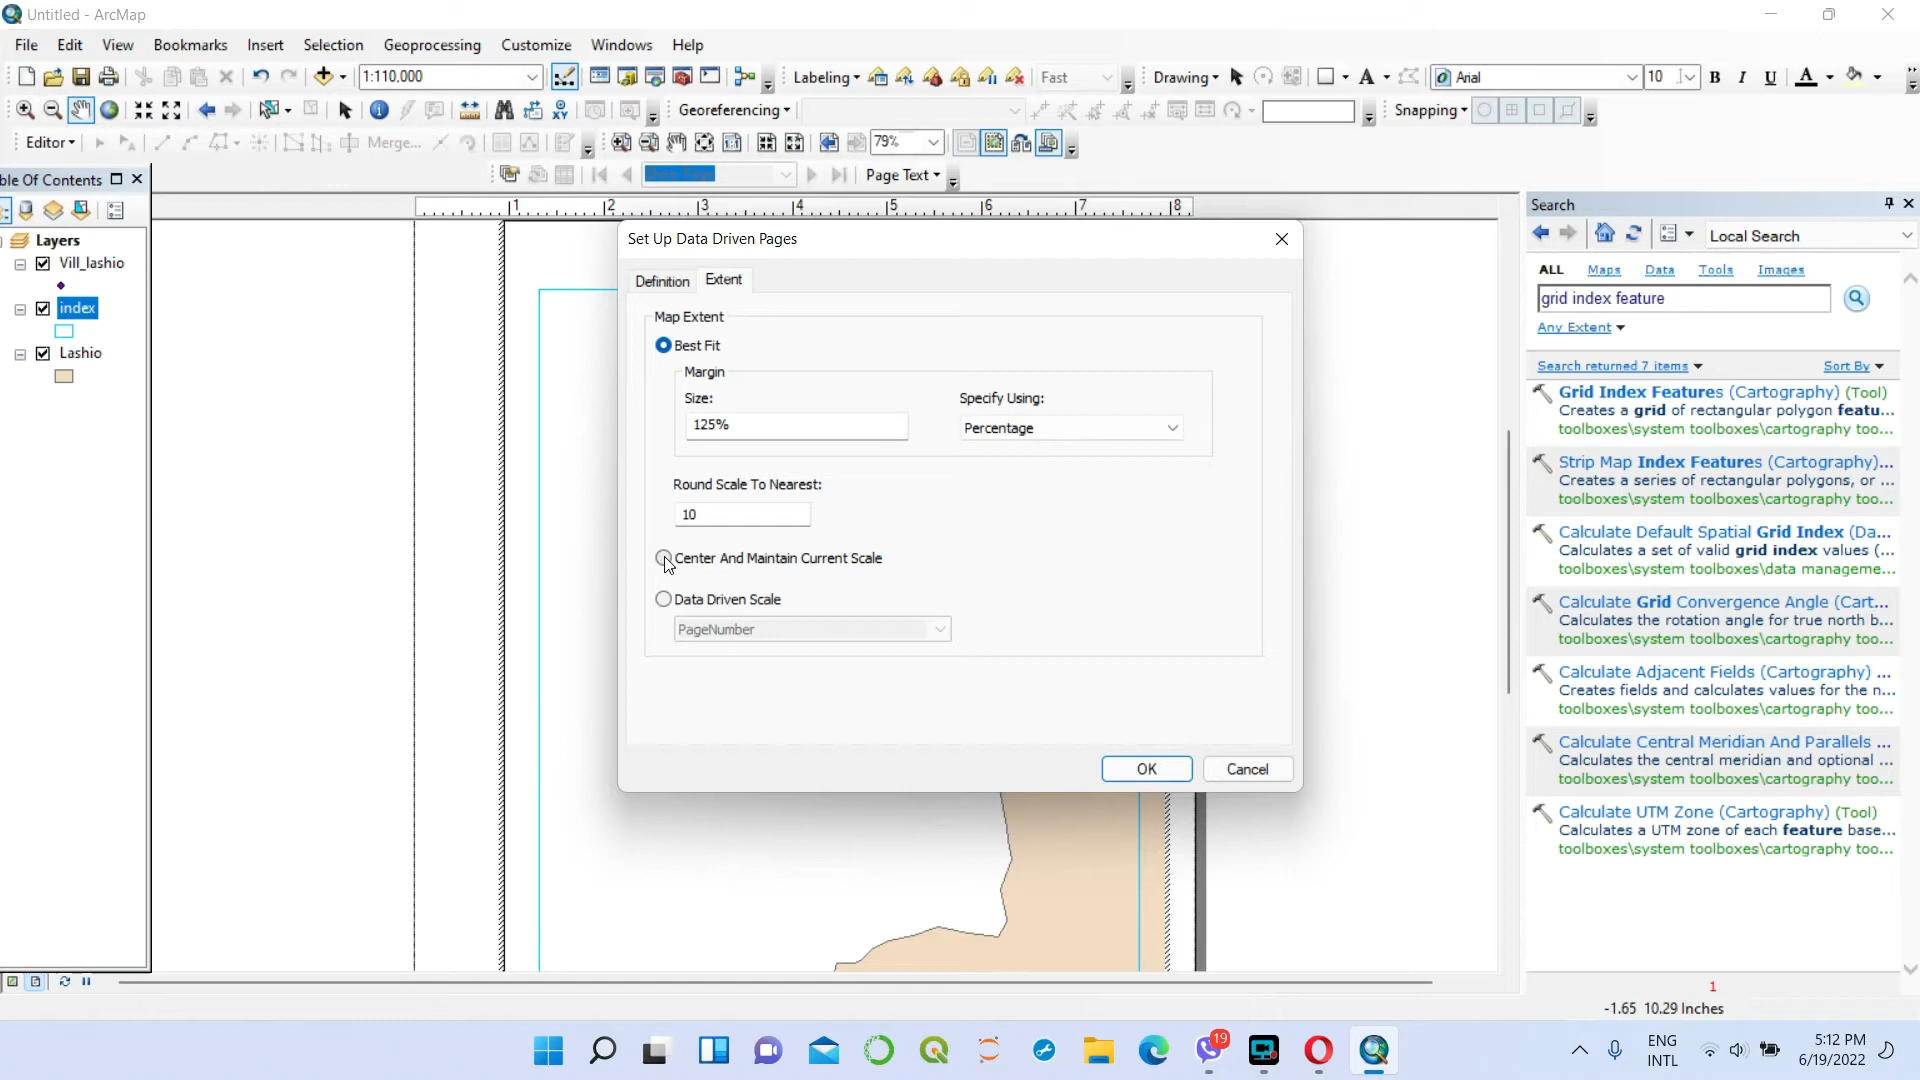 Untitled - ArcMap
File Edit View Bookmarks Insert Selection Geoprocessing Customize Windows Help
1:110,000 Labeling Fast Drawing Arial 10 B I U A
Georeferencing Snapping
Editor Merge... 79%
Page Text
ble Of Contents
Layers
Vill_lashio
index
Lashio
1 2 3 4 5 6 7 8
Set Up Data Driven Pages
Definition Extent
Map Extent
Best Fit
Margin
Size: Specify Using:
125% Percentage
Round Scale To Nearest:
10
Center And Maintain Current Scale
Data Driven Scale
PageNumber
OK Cancel
Search
Local Search
ALL Maps Data Tools Images
grid index feature
Any Extent
Search returned 7 items Sort By
Grid Index Features (Cartography) (Tool)
Creates a grid of rectangular polygon featu...
toolboxes\system toolboxes\cartography too...
Strip Map Index Features (Cartography)...
Creates a series of rectangular polygons, or ...
toolboxes\system toolboxes\cartography too...
Calculate Default Spatial Grid Index (Da...
Calculates a set of valid grid index values (...
toolboxes\system toolboxes\data manageme...
Calculate Grid Convergence Angle (Cart...
Calculates the rotation angle for true north b...
toolboxes\system toolboxes\cartography too...
Calculate Adjacent Fields (Cartography) ...
Creates fields and calculates values for the n...
toolboxes\system toolboxes\cartography too...
Calculate Central Meridian And Parallels ...
Calculates the central meridian and optional ...
toolboxes\system toolboxes\cartography too...
Calculate UTM Zone (Cartography) (Tool)
Calculates a UTM zone of each feature base...
toolboxes\system toolboxes\cartography too...
1
-1.65 10.29 Inches
19
ENG
INTL
5:12 PM
6/19/2022